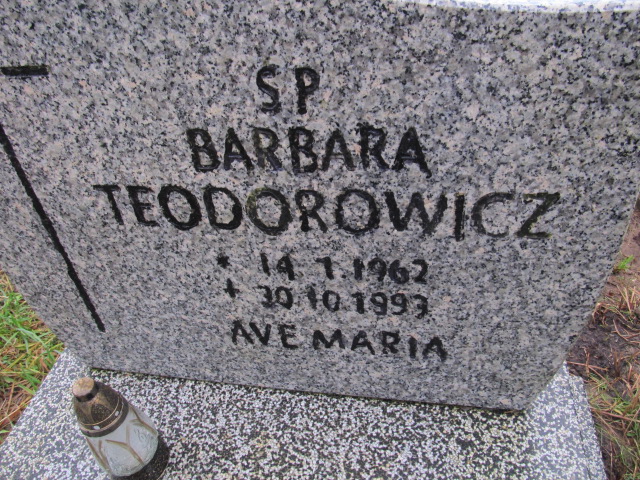 SP
BARBARA
TEODOROWICZ
* 14.1.1962
+ 30.10.1993
AVE MARIA